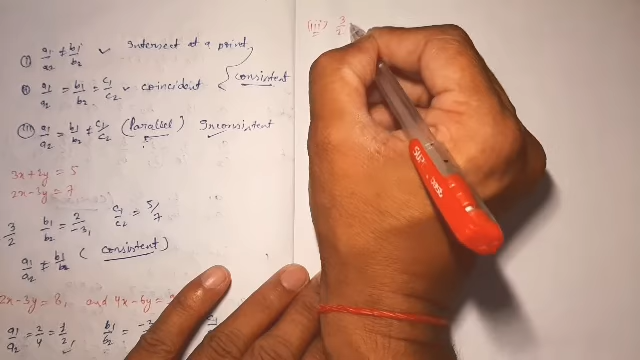 (i) a1/a2 ≠ b1/b2 ✓ Intersect at a point
(ii) a1/a2 = b1/b2 = c1/c2 ✓ coincident
consistent
(iii) a1/a2 = b1/b2 ≠ c1/c2 (Parallel) Inconsistent
3x+2y = 5
2x-3y = 7
3/2 b1/b2 = 2/-3, c1/c2 = 5/7
a1/a2 ≠ b1/b2 (consistent)
2x-3y = 8, and 4x-6y =
a1/a2 = 2/4 = 1/2, b1/b2 =
(iii) 3/2